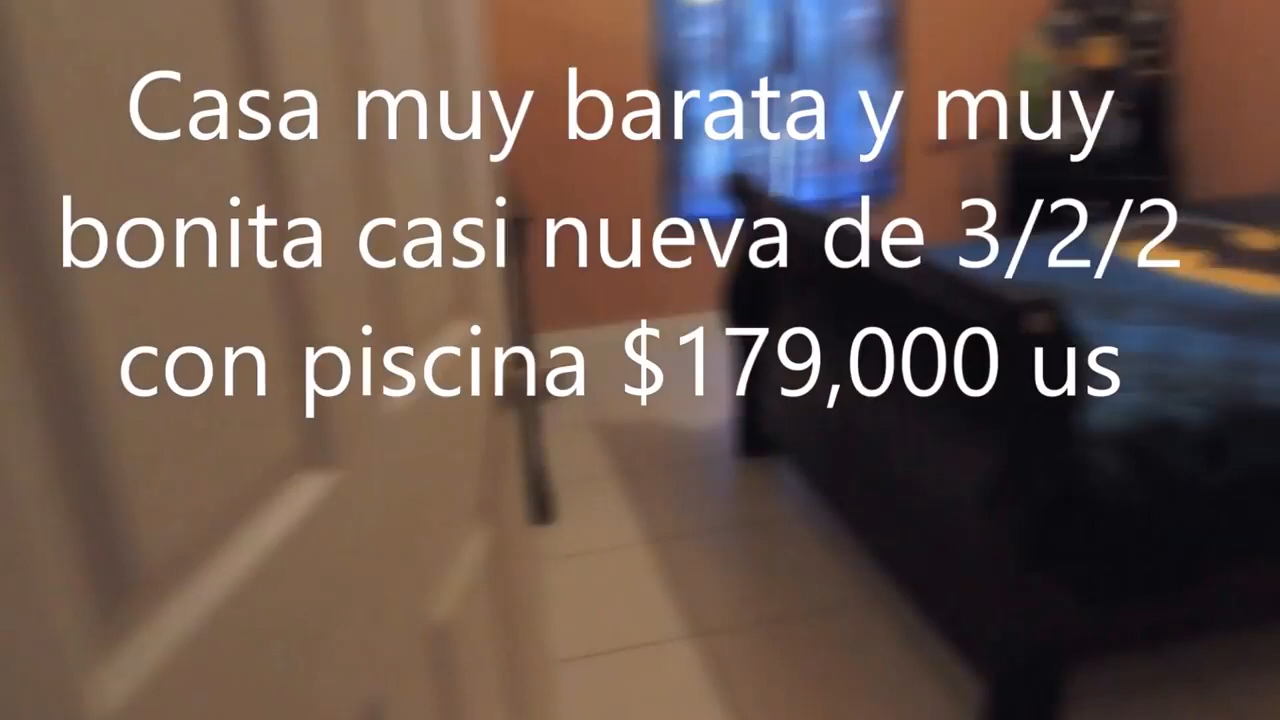 Casa muy barata y muy
bonita casi nueva de 3/2/2
con piscina $179,000 us